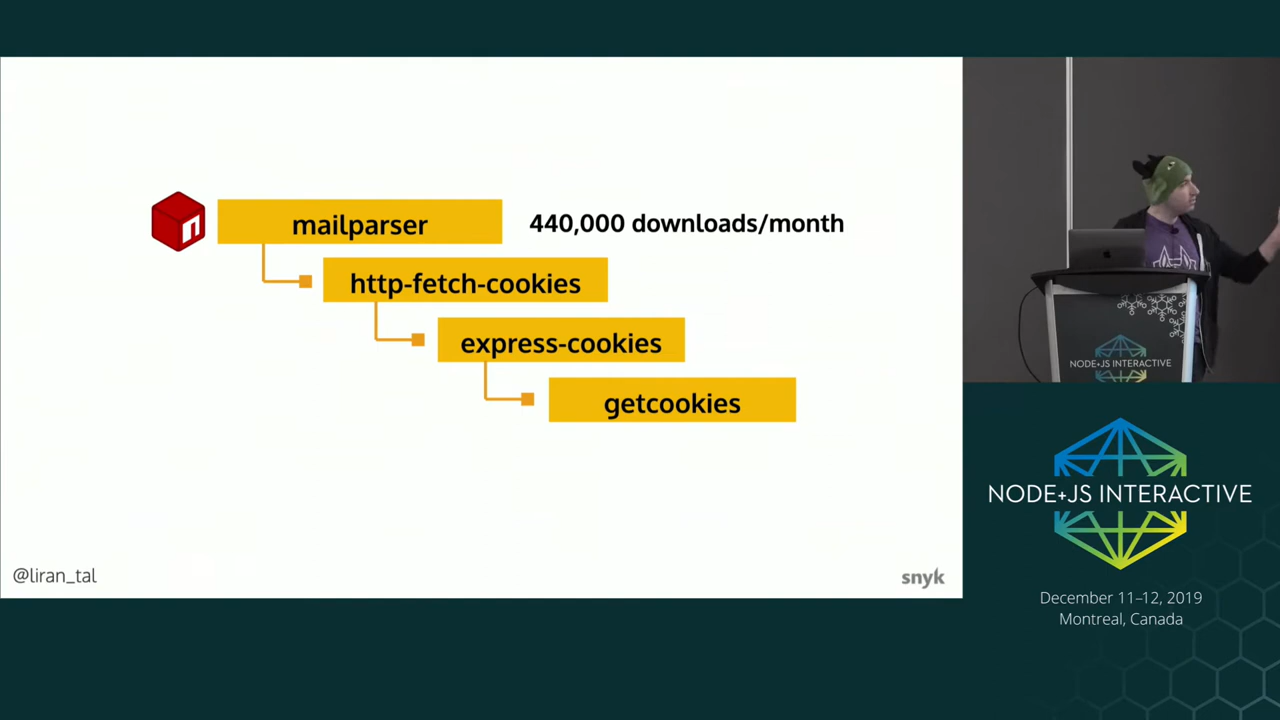 mailparser 440,000 downloads/month
http-fetch-cookies
express-cookies
getcookies
@liran_tal
snyk
n
NODE+JS INTERACTIVE
NODE+JS INTERACTIVE
December 11–12, 2019
Montreal, Canada